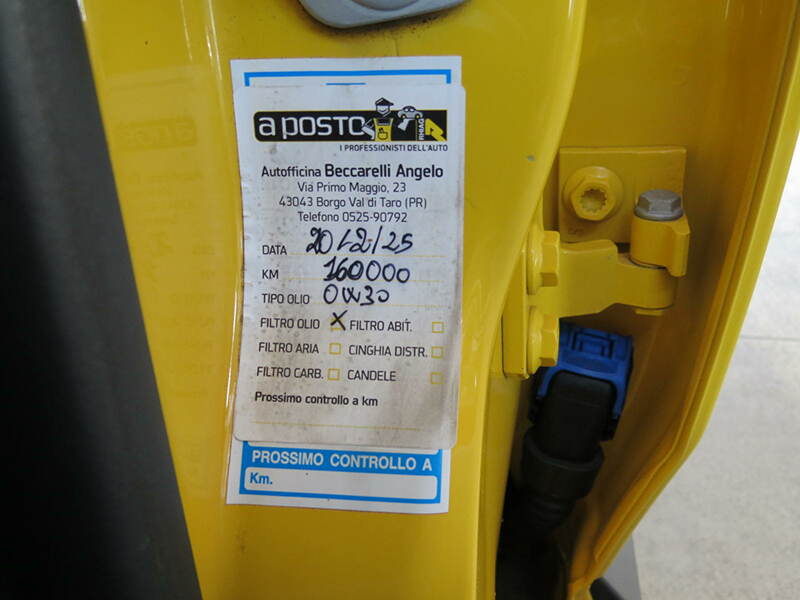 a posto
RHIAG
I PROFESSIONISTI DELL'AUTO
Autofficina Beccarelli Angelo
Via Primo Maggio, 23
43043 Borgo Val di Taro (PR)
Telefono 0525-90792
DATA 20/2/25
KM 160000
TIPO OLIO 0W30
FILTRO OLIO X FILTRO ABIT.
FILTRO ARIA CINGHIA DISTR.
FILTRO CARB. CANDELE
Prossimo controllo a km
PROSSIMO CONTROLLO A
Km.